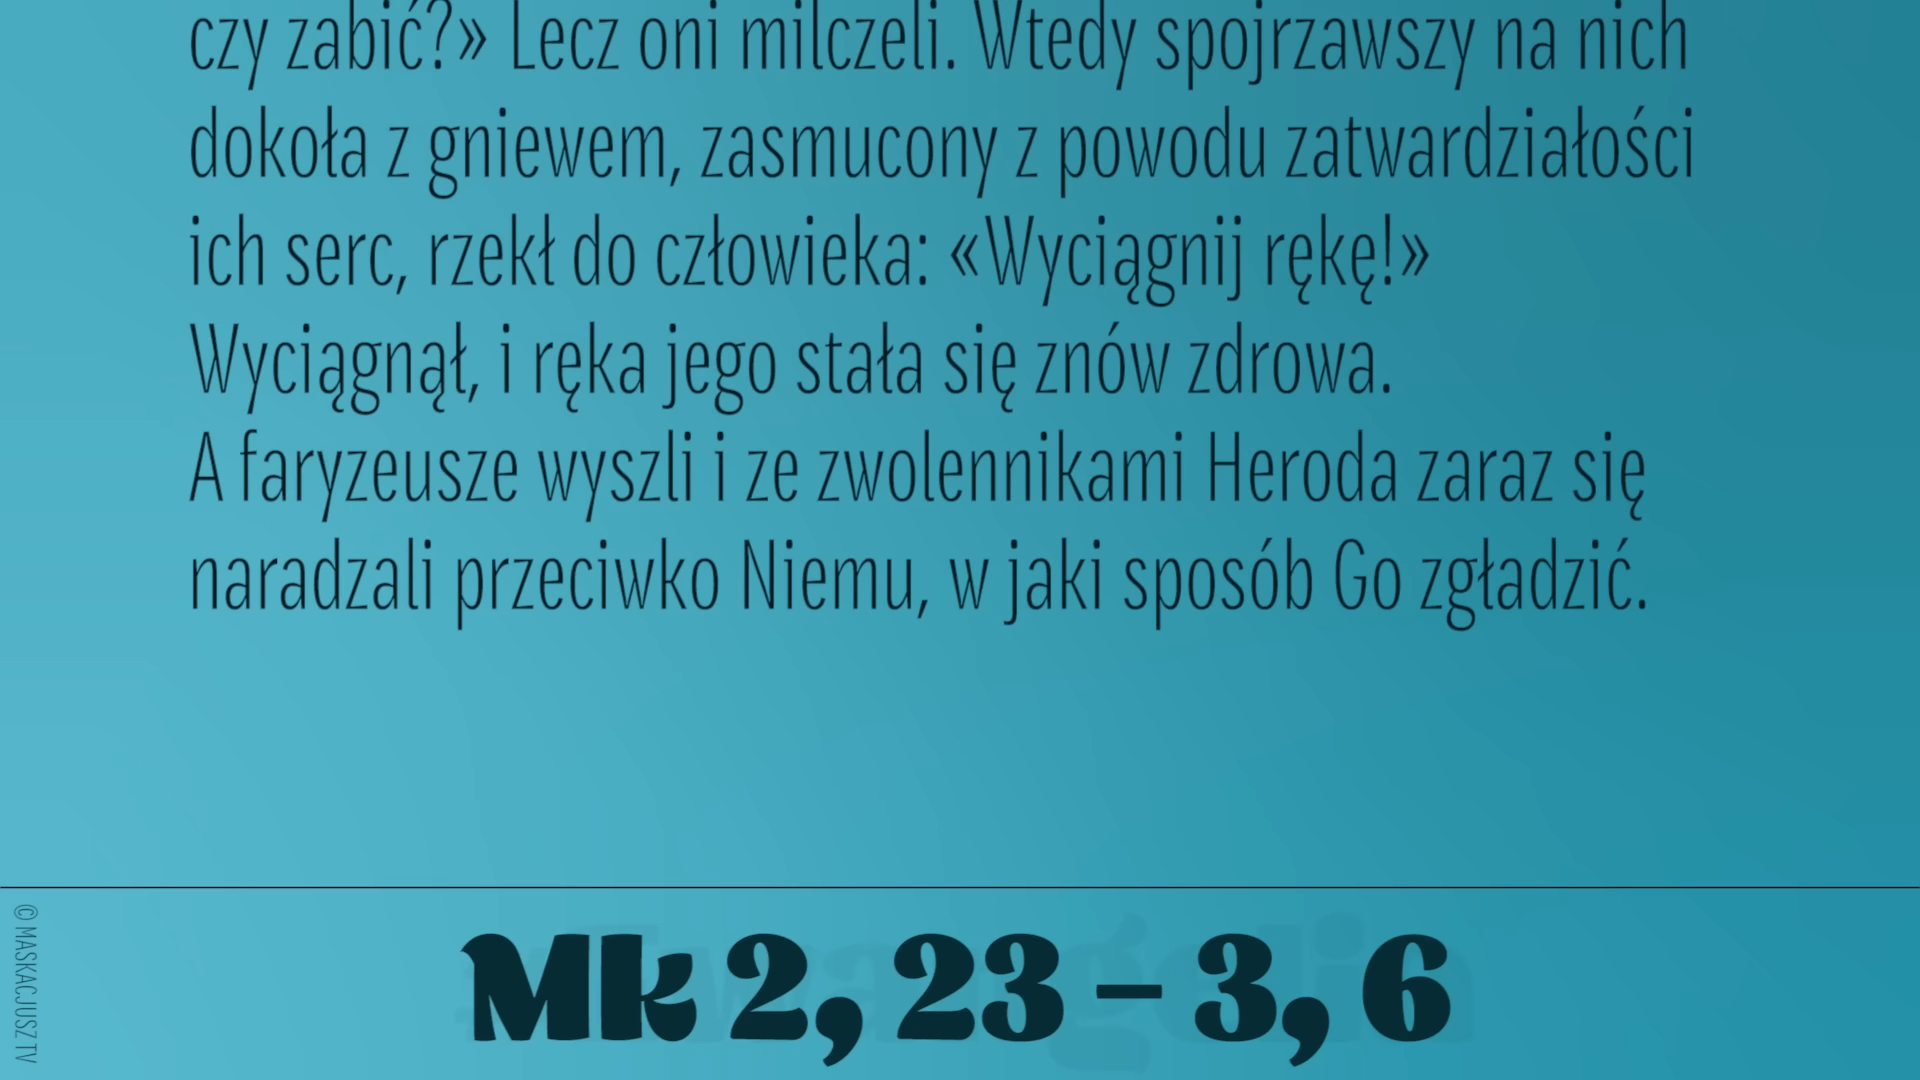 czy zabić?» Lecz oni milczeli. Wtedy spojrzawszy na nich
dokoła z gniewem, zasmucony z powodu zatwardziałości
ich serc, rzekł do człowieka: «Wyciągnij rękę!»
Wyciągnął, i ręka jego stała się znów zdrowa.
A faryzeusze wyszli i ze zwolennikami Heroda zaraz się
naradzali przeciwko Niemu, w jaki sposób Go zgładzić.
Mk 2, 23 – 3, 6
© MASKACJUSZ TV